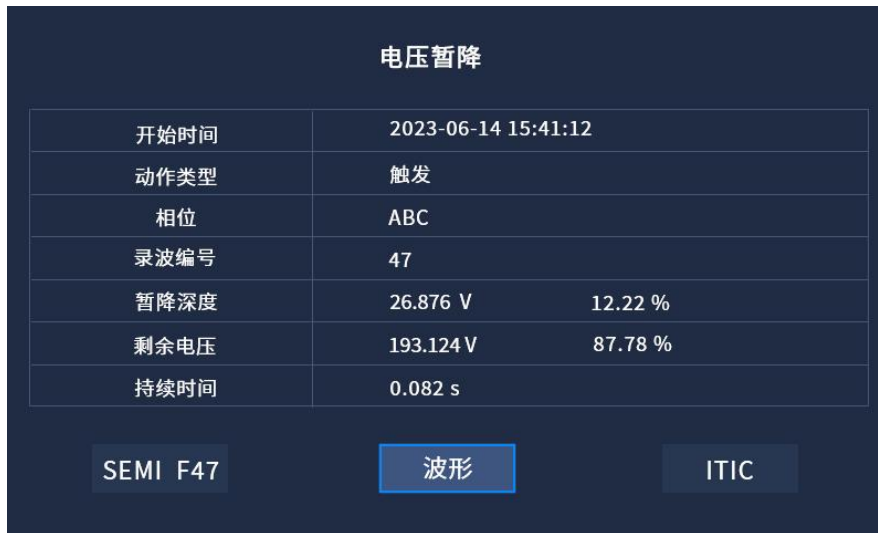 电压暂降
开始时间 2023-06-14 15:41:12
动作类型 触发
相位 ABC
录波编号 47
暂降深度 26.876 V 12.22 %
剩余电压 193.124 V 87.78 %
持续时间 0.082 s
SEMI F47 波形 ITIC